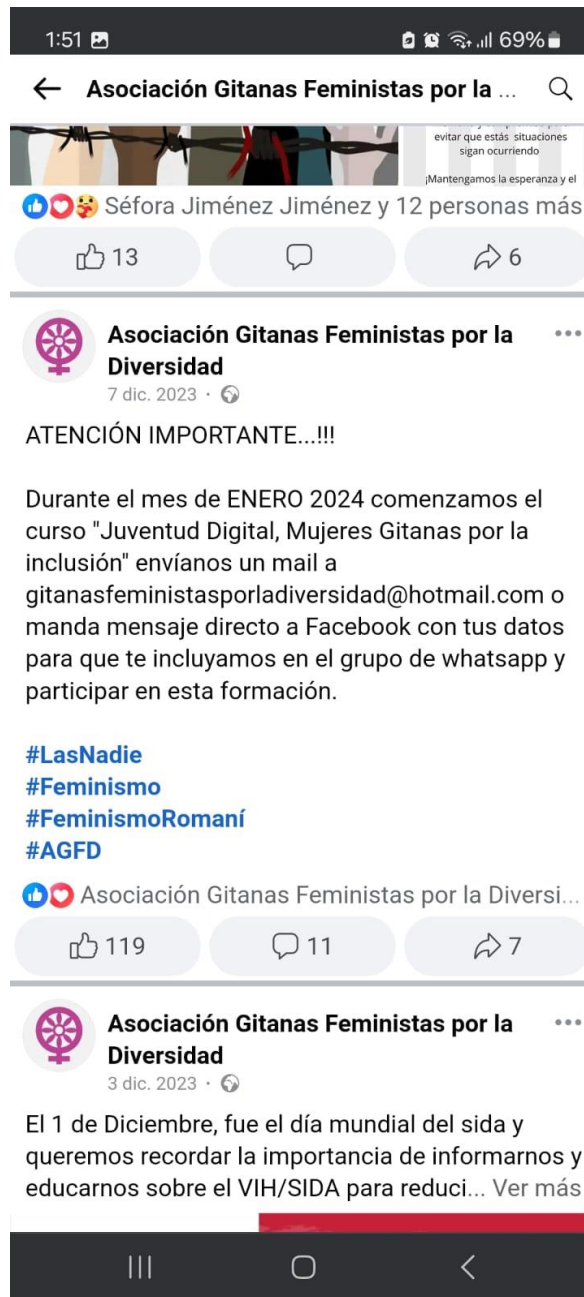 1:51
69%
Asociación Gitanas Feministas por la ...
evitar que estás situaciones
sigan ocurriendo
¡Mantengamos la esperanza y el
Séfora Jiménez Jiménez y 12 personas más
13
6
Asociación Gitanas Feministas por la
Diversidad
7 dic. 2023 ·
ATENCIÓN IMPORTANTE...!!!
Durante el mes de ENERO 2024 comenzamos el
curso "Juventud Digital, Mujeres Gitanas por la
inclusión" envíanos un mail a
gitanasfeministasporladiversidad@hotmail.com o
manda mensaje directo a Facebook con tus datos
para que te incluyamos en el grupo de whatsapp y
participar en esta formación.
#LasNadie
#Feminismo
#FeminismoRomaní
#AGFD
Asociación Gitanas Feministas por la Diversi...
119
11
7
Asociación Gitanas Feministas por la
Diversidad
3 dic. 2023 ·
El 1 de Diciembre, fue el día mundial del sida y
queremos recordar la importancia de informarnos y
educarnos sobre el VIH/SIDA para reduci... Ver más